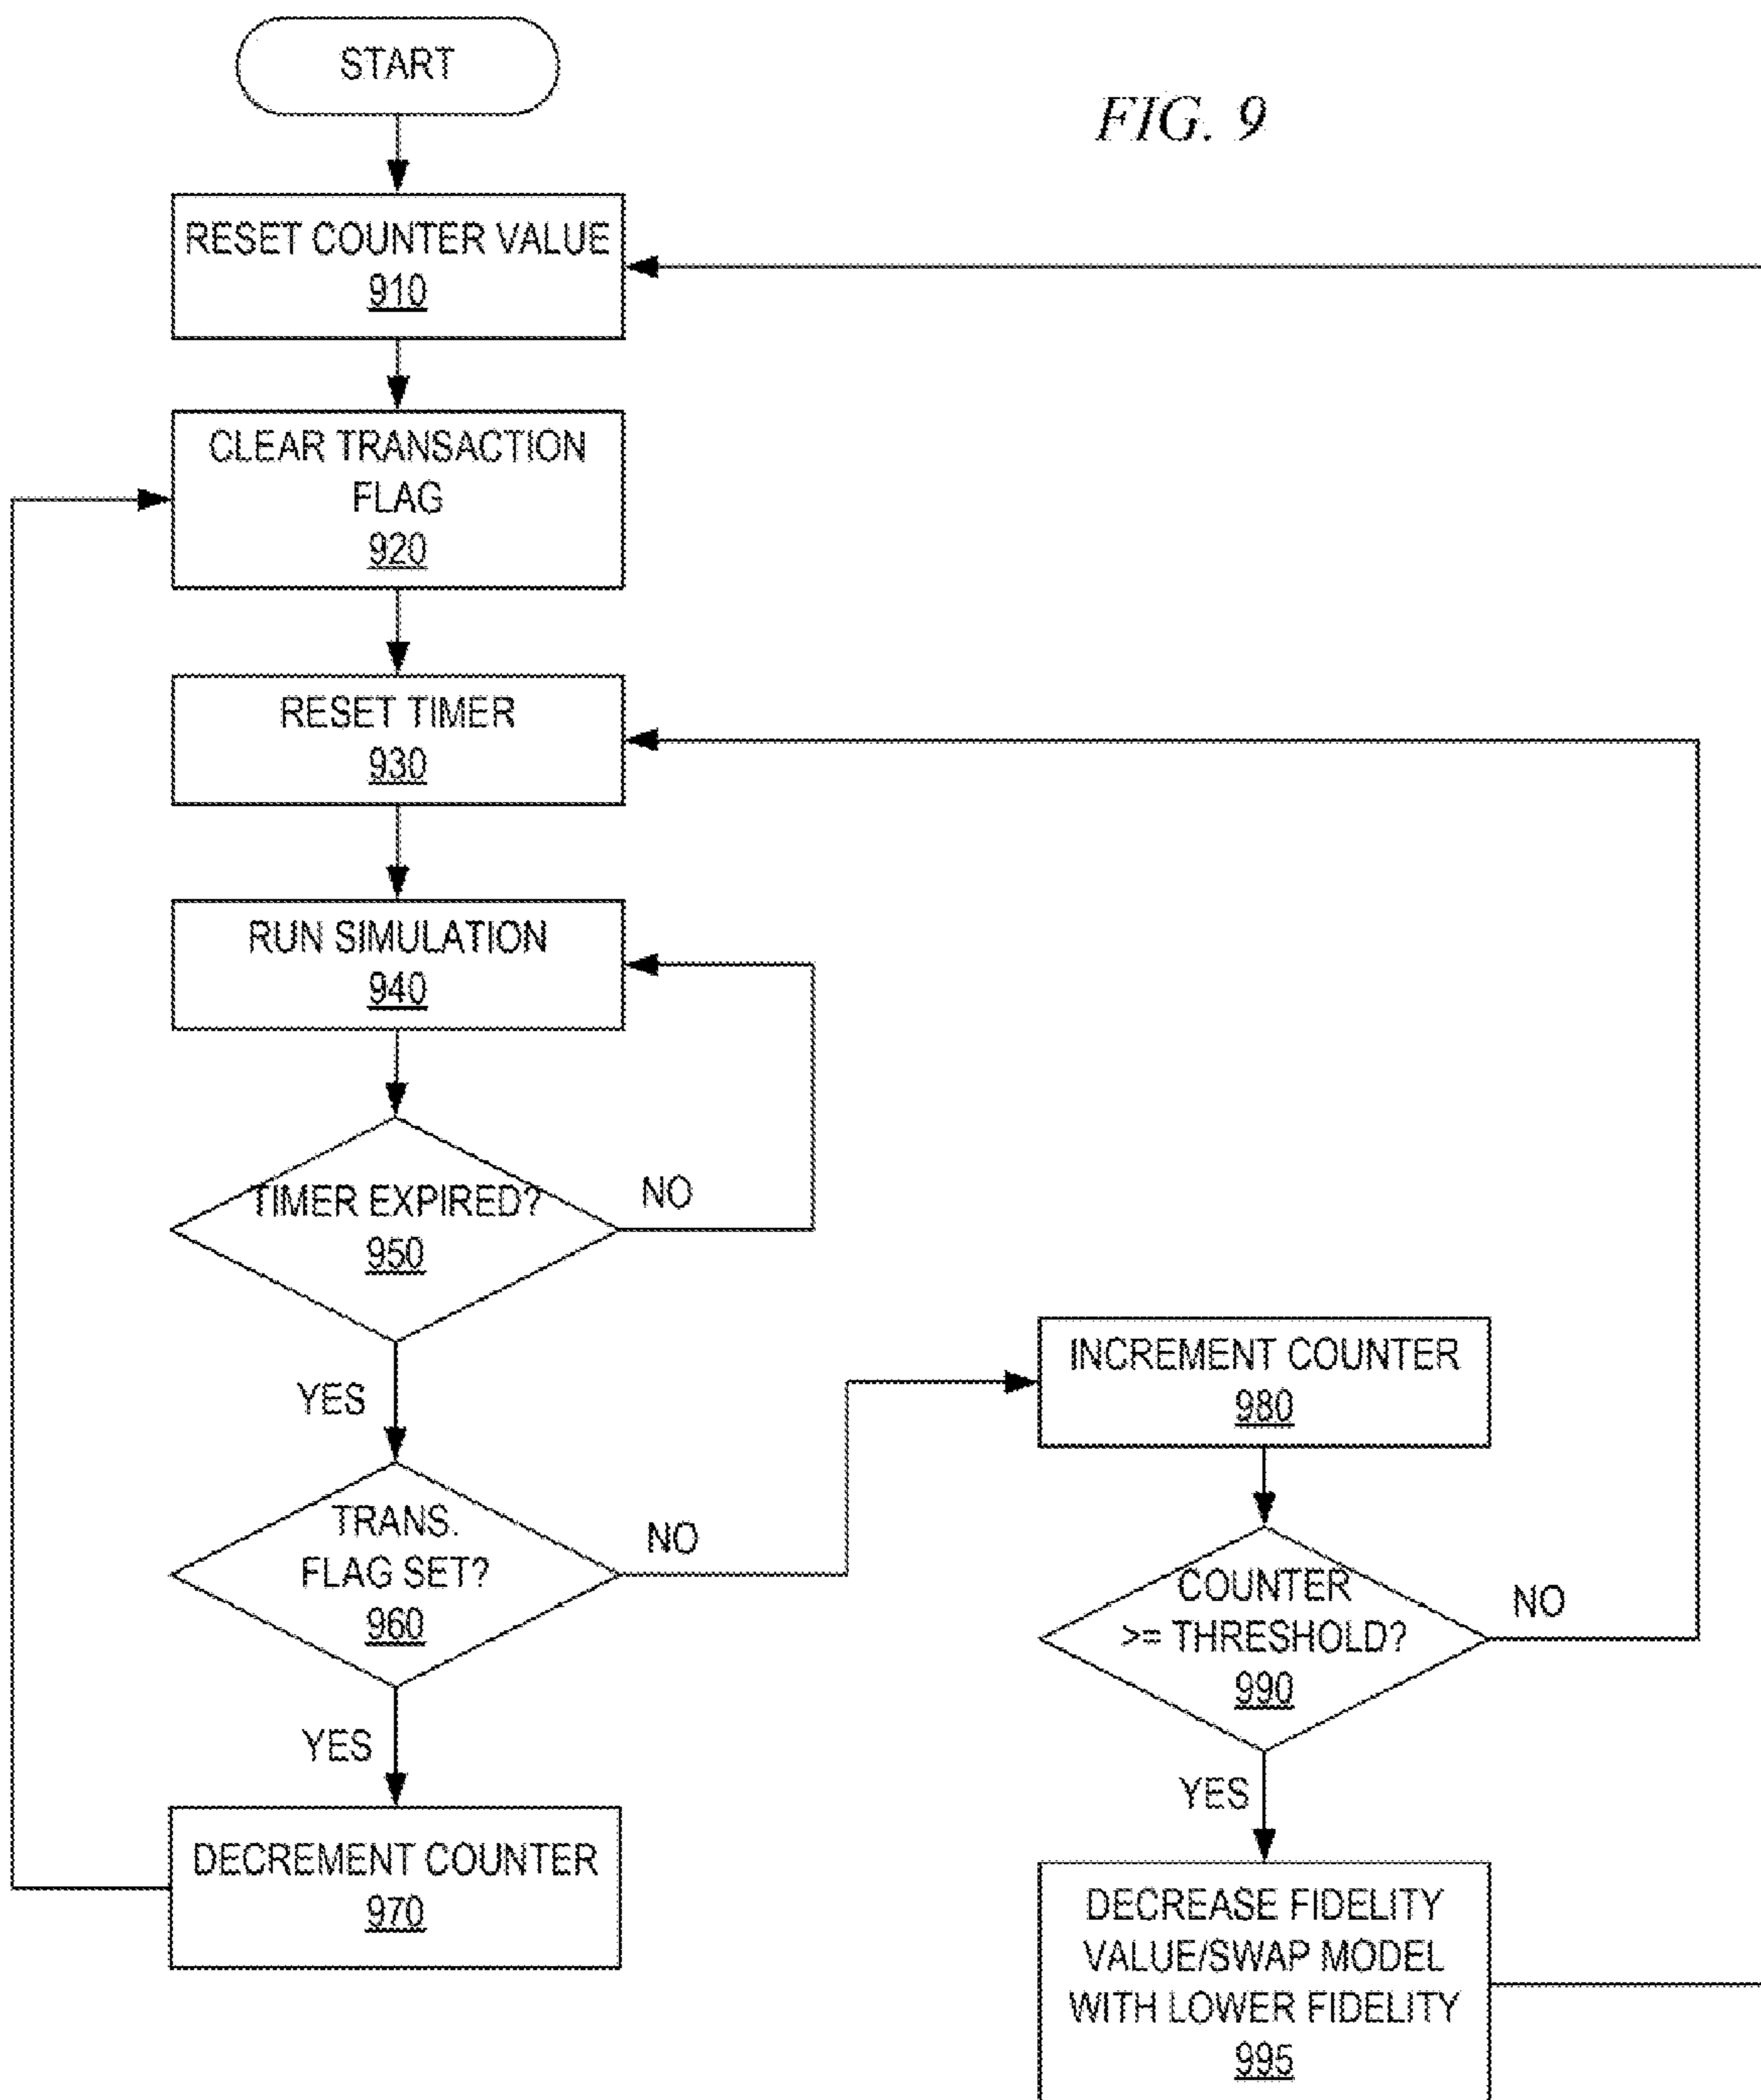 START
FIG. 9
RESET COUNTER VALUE
910
CLEAR TRANSACTION
FLAG
920
RESET TIMER
930
RUN SIMULATION
940
TIMER EXPIRED?
950
NO
YES
TRANS.
FLAG SET?
960
NO
YES
DECREMENT COUNTER
970
INCREMENT COUNTER
980
COUNTER
>= THRESHOLD?
990
NO
YES
DECREASE FIDELITY
VALUE/SWAP MODEL
WITH LOWER FIDELITY
995